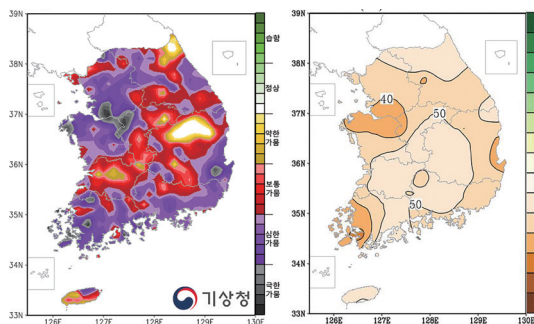 39N
38N
37N
36N
35N
34N
33N
126E
127E
128E
129E
130E
습함
정상
약한
가뭄
보통
가뭄
심한
가뭄
극한
가뭄
기상청
39N
38N
37N
36N
35N
34N
33N
126E
127E
128E
129E
130E
40
50
50